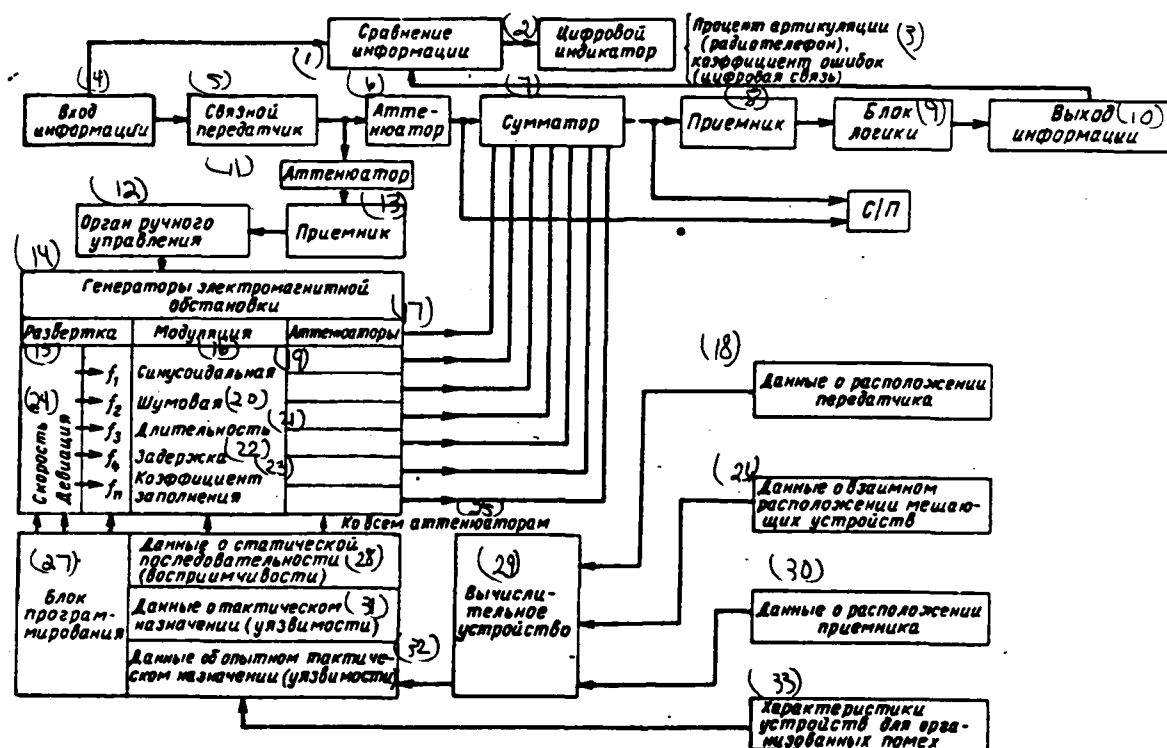 (1)
Сравнение
информации
(2)
Цифровой
индикатор
Процент артикуляции
(радиотелефон),
коэффициент ошибок
(цифровая связь)
(3)
(4)
Вход
информации
(5)
Связной
передатчик
(6)
Атте-
нюатор
(7)
Сумматор
(8)
Приемник
Блок
логики
(9)
Выход
информации
(10)
(11)
Аттенюатор
(12)
Орган ручного
управления
(13)
Приемник
С/П
(14)
Генераторы электромагнитной
обстановки
(17)
Развертка
Модуляция
Аттенюаторы
(15)
(16)
(19)
f1
Синусоидальная
f2
Шумовая (20)
f3
Длительность (21)
f4
Задержка (22)
(23)
fn
Коэффициент
заполнения
(24)
Скорость
Девиация
(25)
Ко всем аттенюаторам
(18)
Данные о расположении
передатчика
Данные о взаимном
расположении мешаю-
щих устройств
(30)
Данные о расположении
приемника
(33)
Характеристики
устройств для орга-
низованных помех
(27)
Блок
програм-
мирования
Данные о статической
последовательности (28)
(восприимчивости)
Данные о тактическом (31)
назначении (уязвимости)
(32)
Данные об опытном такти-
ческом назначении (уязвимости)
(29)
Вычисли-
тельное
устройство